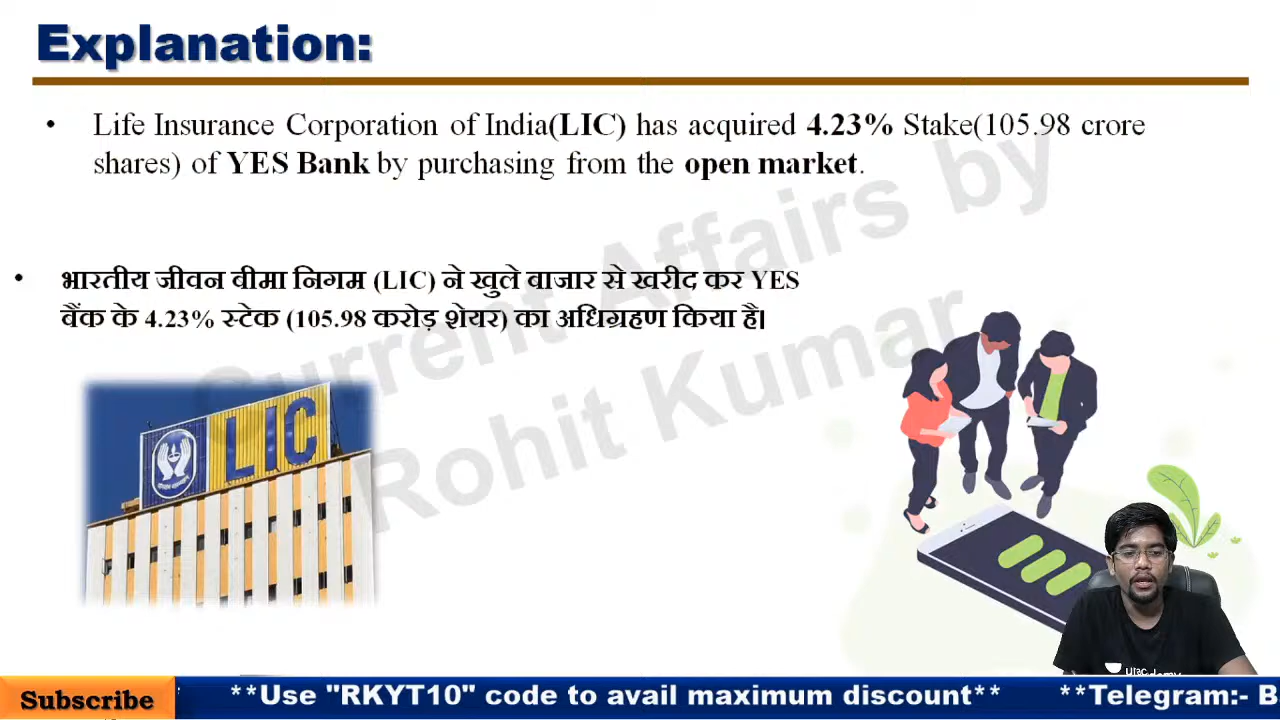 Explanation:
• Life Insurance Corporation of India(LIC) has acquired 4.23% Stake(105.98 crore
shares) of YES Bank by purchasing from the open market.
• भारतीय जीवन बीमा निगम (LIC) ने खुले बाजार से खरीद कर YES
बैंक के 4.23% स्टेक (105.98 करोड़ शेयर) का अधिग्रहण किया है।
Current Affairs by
Rohit Kumar
LIC
Subscribe
**Use "RKYT10" code to avail maximum discount** **Telegram:- B